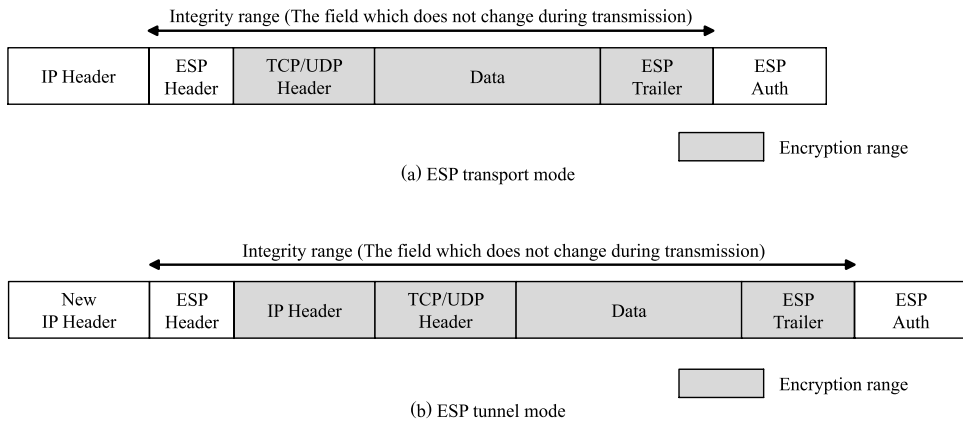 Integrity range (The field which does not change during transmission)
IP Header
ESP
Header
TCP/UDP
Header
Data
ESP
Trailer
ESP
Auth
Encryption range
(a) ESP transport mode
Integrity range (The field which does not change during transmission)
New
IP Header
ESP
Header
IP Header
TCP/UDP
Header
Data
ESP
Trailer
ESP
Auth
Encryption range
(b) ESP tunnel mode